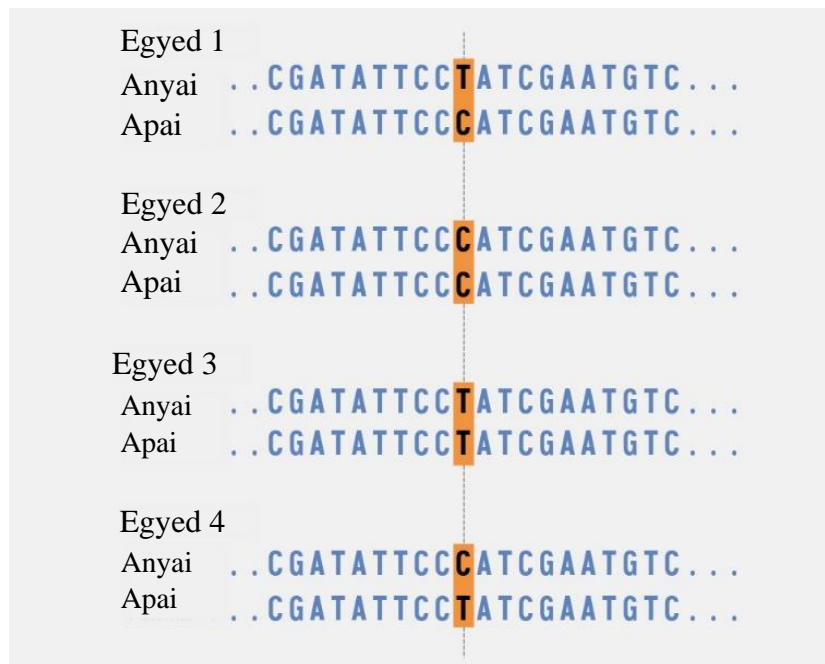 Egyed 1
Anyai ..CGATATTCCTATCGAATGTC...
Apai ..CGATATTCCCATCGAATGTC...
Egyed 2
Anyai ..CGATATTCCCATCGAATGTC...
Apai ..CGATATTCCCATCGAATGTC...
Egyed 3
Anyai ..CGATATTCCTATCGAATGTC...
Apai ..CGATATTCCTATCGAATGTC...
Egyed 4
Anyai ..CGATATTCCCATCGAATGTC...
Apai ..CGATATTCCTATCGAATGTC...